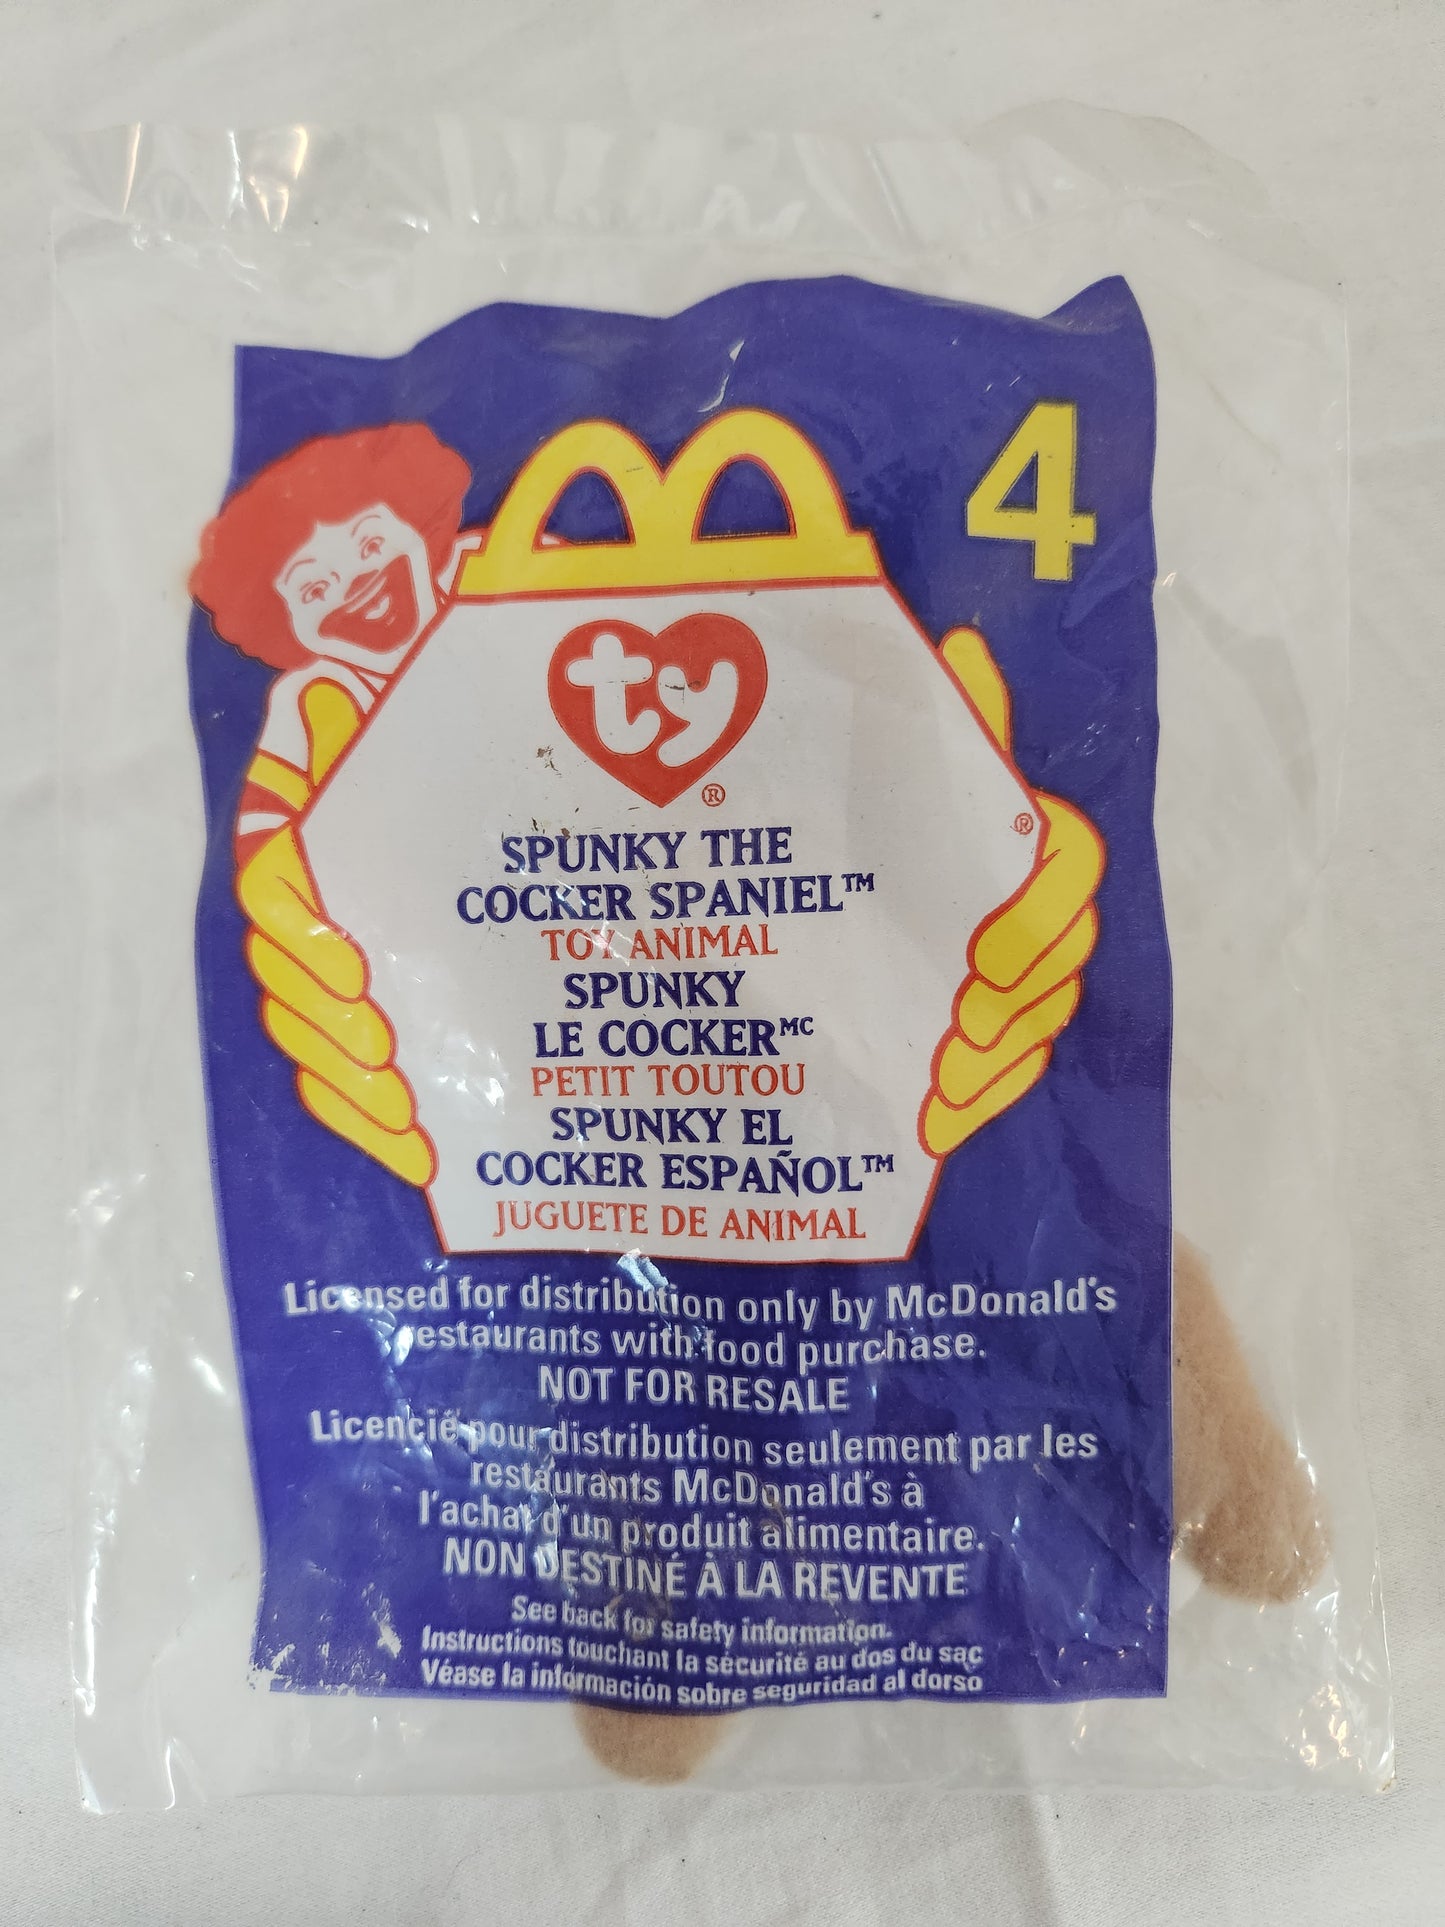 4
ty®
®
SPUNKY THE
COCKER SPANIEL™
TOY ANIMAL
SPUNKY
LE COCKERMC
PETIT TOUTOU
SPUNKY EL
COCKER ESPAÑOL™
JUGUETE DE ANIMAL
Licensed for distribution only by McDonald's
restaurants with food purchase.
NOT FOR RESALE
Licencié pour distribution seulement par les
restaurants McDonald's à
l'achat d'un produit alimentaire.
NON DESTINÉ À LA REVENTE
See back for safety information.
Instructions touchant la sécurité au dos du sac
Véase la información sobre seguridad al dorso